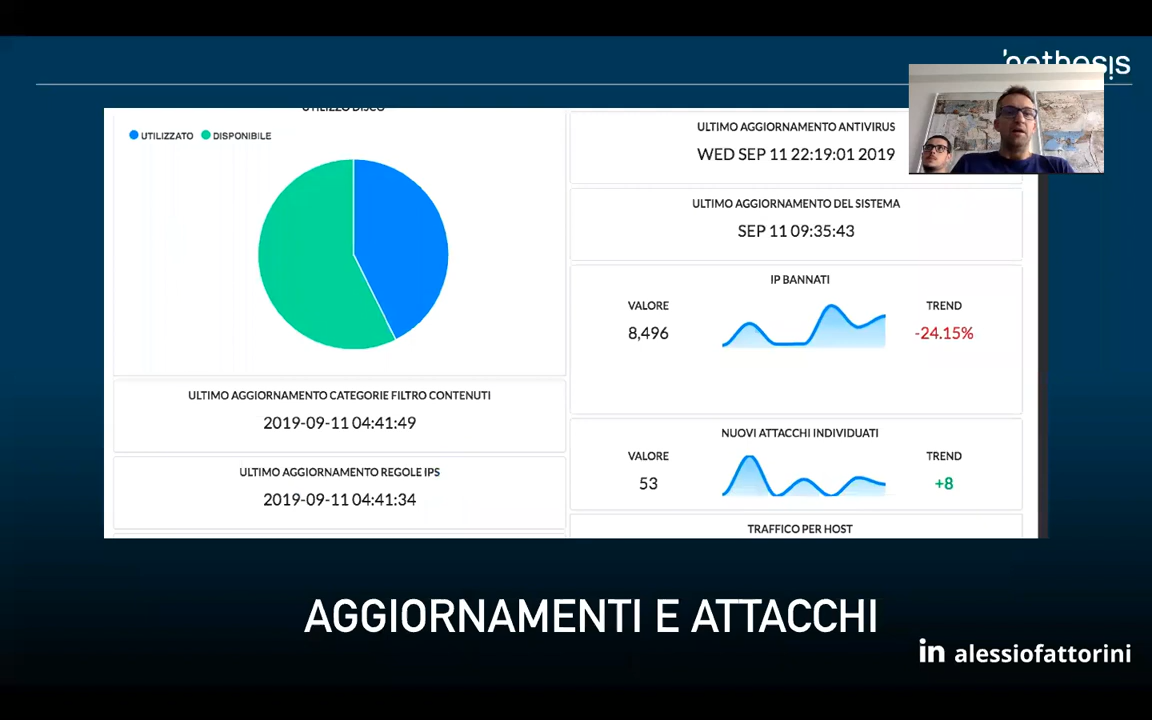 nethesis
UTILIZZO DISCO
UTILIZZATO DISPONIBILE
ULTIMO AGGIORNAMENTO CATEGORIE FILTRO CONTENUTI
2019-09-11 04:41:49
ULTIMO AGGIORNAMENTO REGOLE IPS
2019-09-11 04:41:34
ULTIMO AGGIORNAMENTO ANTIVIRUS
WED SEP 11 22:19:01 2019
ULTIMO AGGIORNAMENTO DEL SISTEMA
SEP 11 09:35:43
IP BANNATI
VALORE TREND
8,496 -24.15%
NUOVI ATTACCHI INDIVIDUATI
VALORE TREND
53 +8
TRAFFICO PER HOST
AGGIORNAMENTI E ATTACCHI
in alessiofattorini